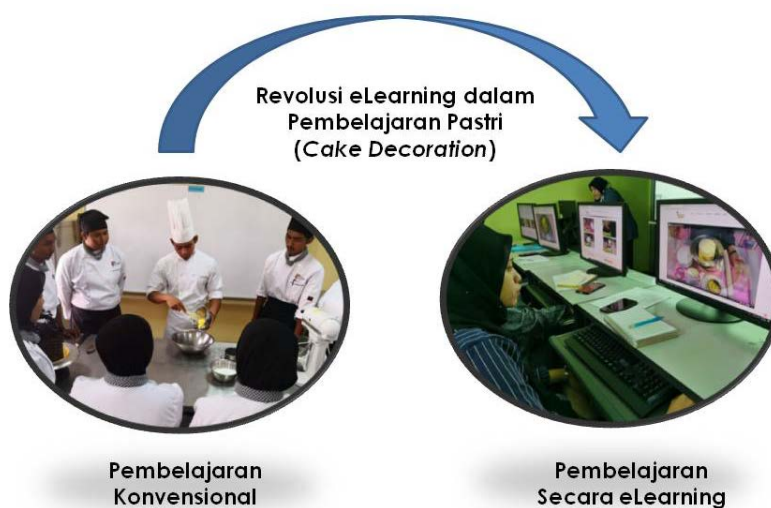 Revolusi eLearning dalam
Pembelajaran Pastri
(Cake Decoration)
Pembelajaran
Konvensional
Pembelajaran
Secara eLearning